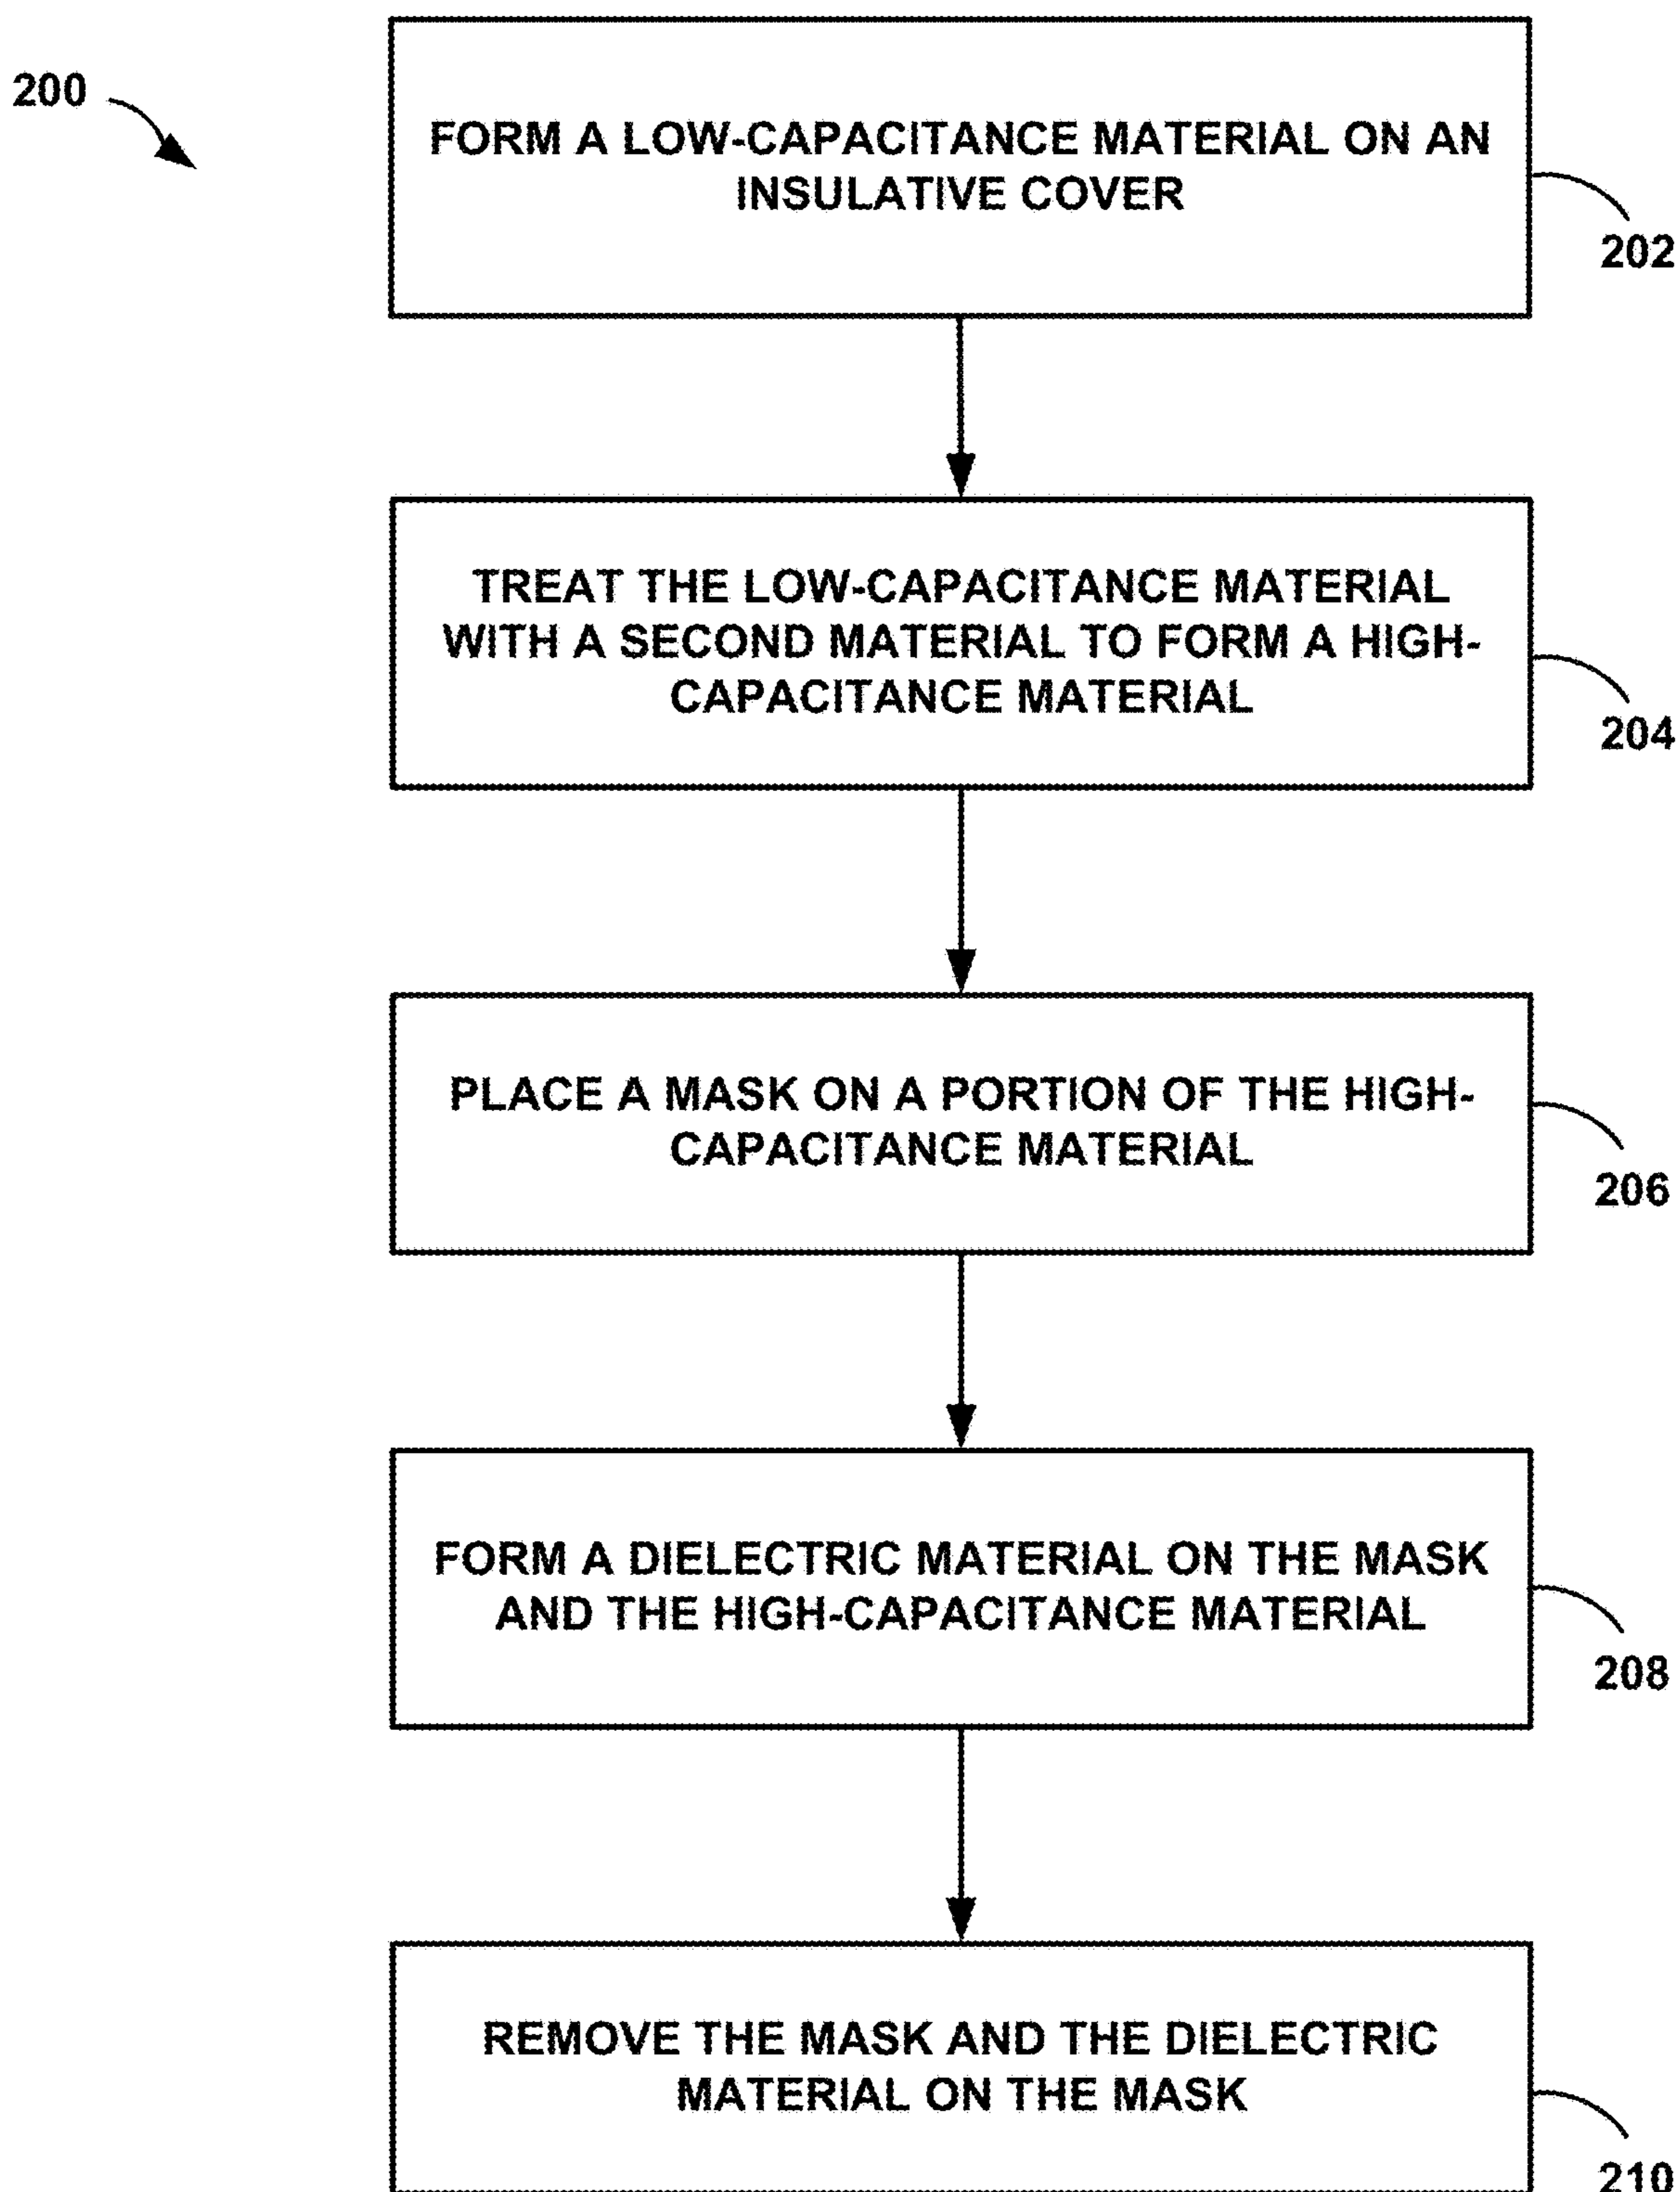 200
FORM A LOW-CAPACITANCE MATERIAL ON AN
INSULATIVE COVER
202
TREAT THE LOW-CAPACITANCE MATERIAL
WITH A SECOND MATERIAL TO FORM A HIGH-
CAPACITANCE MATERIAL
204
PLACE A MASK ON A PORTION OF THE HIGH-
CAPACITANCE MATERIAL
206
FORM A DIELECTRIC MATERIAL ON THE MASK
AND THE HIGH-CAPACITANCE MATERIAL
208
REMOVE THE MASK AND THE DIELECTRIC
MATERIAL ON THE MASK
210